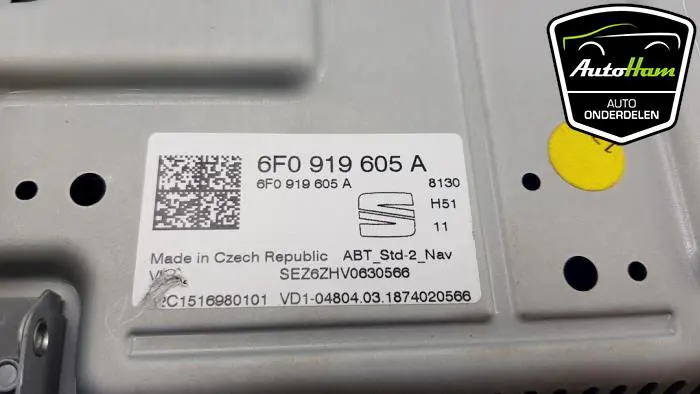 AutoHam
AUTO
ONDERDELEN
6F0 919 605 A
6F0 919 605 A 8130
H51
11
Made in Czech Republic ABT_Std-2_Nav
SEZ6ZHV0630566
C1516980101 VD1-04804.03.1874020566